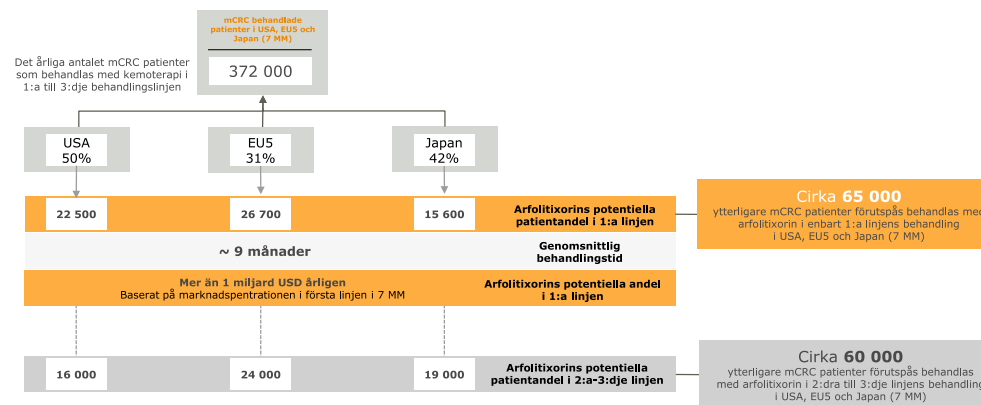 mCRC behandlade
patienter i USA, EU5 och
Japan (7 MM)
372 000
Det årliga antalet mCRC patienter
som behandlas med kemoterapi i
1:a till 3:dje behandlingslinjen
USA
50%
EU5
31%
Japan
42%
22 500
26 700
15 600
Arfolitixorins potentiella
patientandel i 1:a linjen
Cirka 65 000
ytterligare mCRC patienter förutspås behandlas med
arfolitixorin i enbart 1:a linjens behandling
i USA, EU5 och Japan (7 MM)
~ 9 månader
Genomsnittlig
behandlingstid
Mer än 1 miljard USD årligen
Baserat på marknadspentrationen i första linjen i 7 MM
Arfolitixorins potentiella andel
i 1:a linjen
16 000
24 000
19 000
Arfolitixorins potentiella
patientandel i 2:a-3:dje linjen
Cirka 60 000
ytterligare mCRC patienter förutspås behandlas
med arfolitixorin i 2:dra till 3:dje linjens behandling
i USA, EU5 och Japan (7 MM)